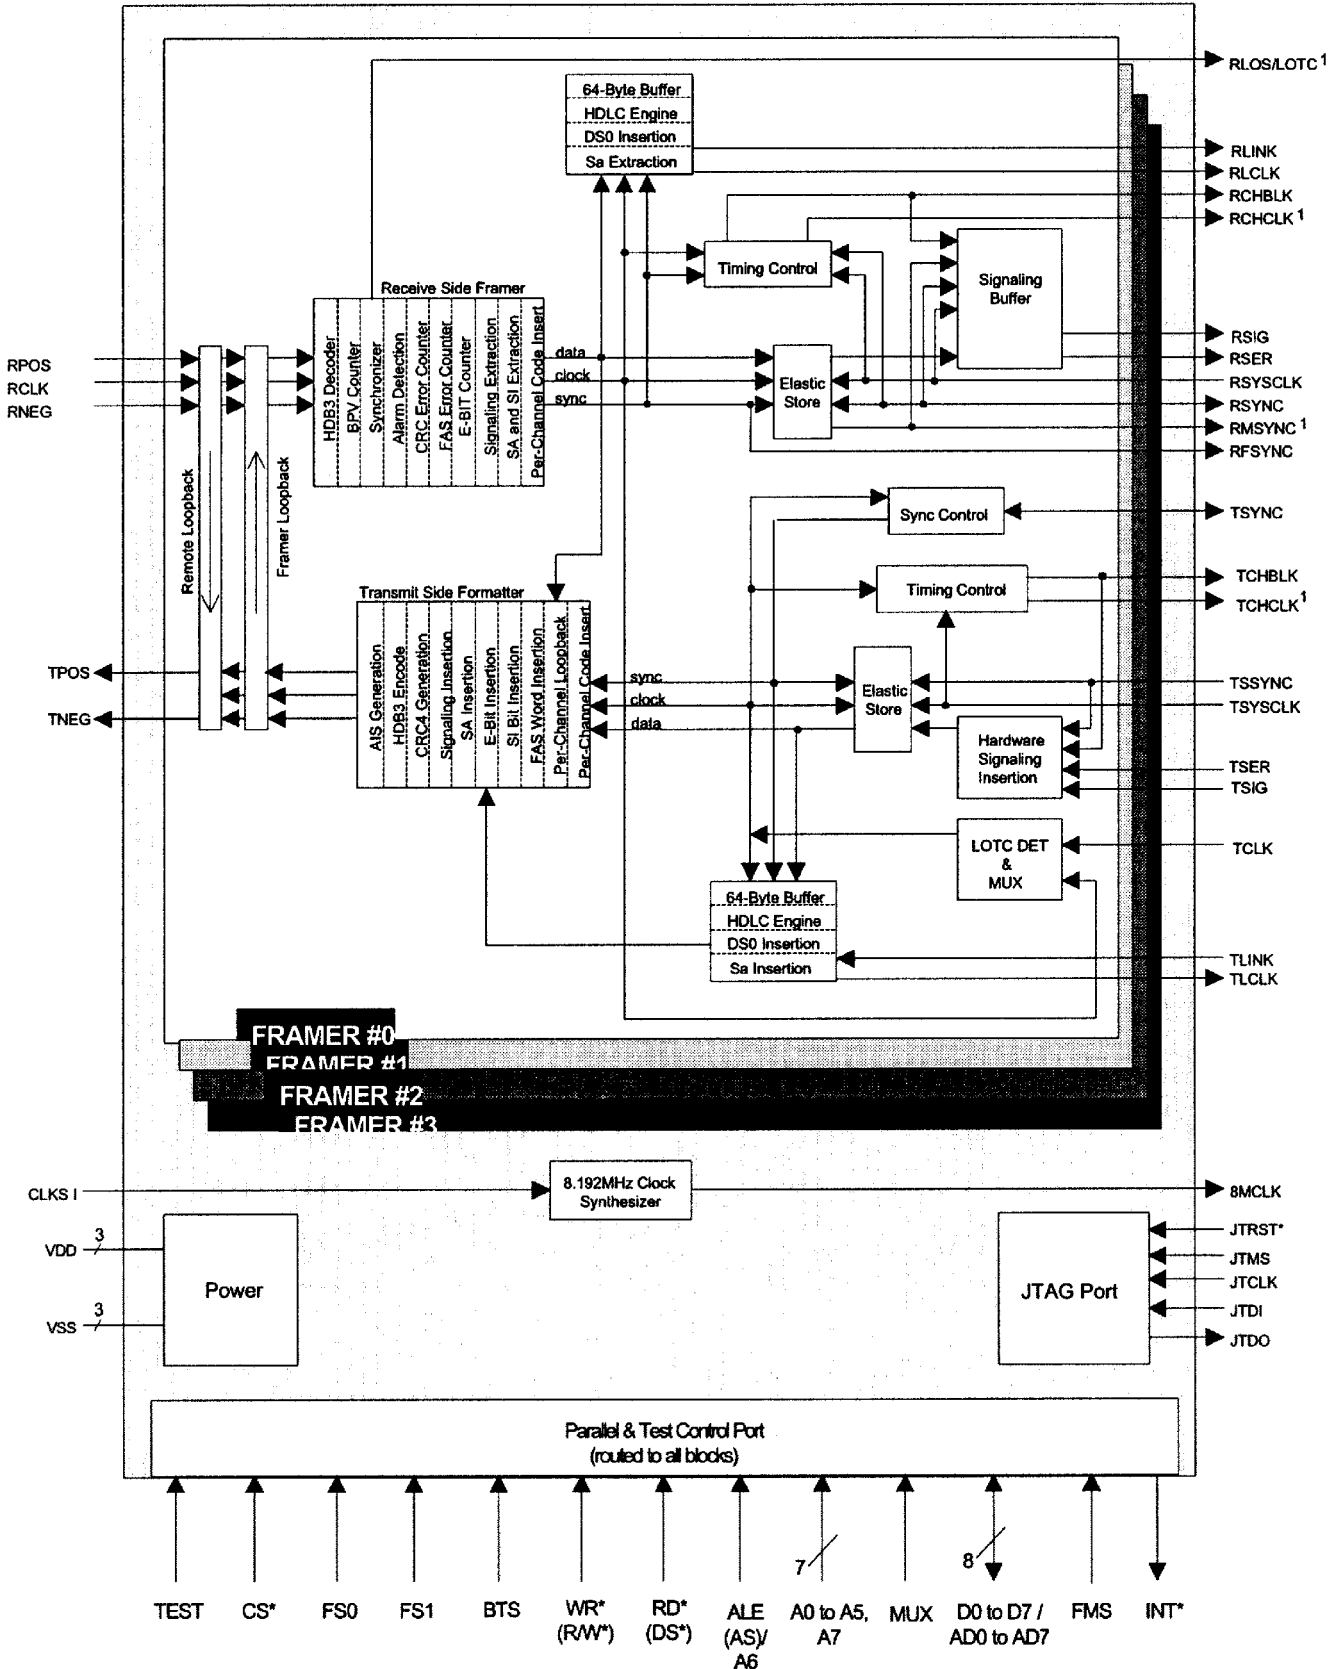 RLOS/LOTC 1
64-Byte Buffer
HDLC Engine
DS0 Insertion
Sa Extraction
RLINK
RLCLK
RCHBLK
RCHCLK 1
Timing Control
Signaling
Buffer
Receive Side Framer
HDB3 Decoder
BPV Counter
Synchronizer
Alarm Detection
CRC Error Counter
FAS Error Counter
E-BIT Counter
Signaling Extraction
SA and SI Extraction
Per-Channel Code Insert
RPOS
RCLK
RNEG
data
clock
sync
Elastic
Store
RSIG
RSER
RSYSCLK
RSYNC
RMSYNC 1
RFSYNC
Remote Loopback
Framer Loopback
Sync Control
TSYNC
Timing Control
TCHBLK
TCHCLK 1
Transmit Side Formatter
AIS Generation
HDB3 Encode
CRC4 Generation
Signaling Insertion
SA Insertion
E-Bit Insertion
SI Bit Insertion
FAS Word Insertion
Per-Channel Loopback
Per-Channel Code Insert
TPOS
TNEG
sync
clock
data
Elastic
Store
TSSYNC
TSYSCLK
Hardware
Signaling
Insertion
TSER
TSIG
LOTC DET
&
MUX
TCLK
64-Byte Buffer
HDLC Engine
DS0 Insertion
Sa Insertion
TLINK
TLCLK
FRAMER #0
FRAMER #1
FRAMER #2
FRAMER #3
CLKS I
8.192MHz Clock
Synthesizer
8MCLK
VDD
3
VSS
3
Power
JTAG Port
JTRST*
JTMS
JTCLK
JTDI
JTDO
Parallel & Test Control Port
(routed to all blocks)
7
8
TEST
CS*
FS0
FS1
BTS
WR*
(R/W*)
RD*
(DS*)
ALE
(AS)/
A6
A0 to A5,
A7
MUX
D0 to D7 /
AD0 to AD7
FMS
INT*